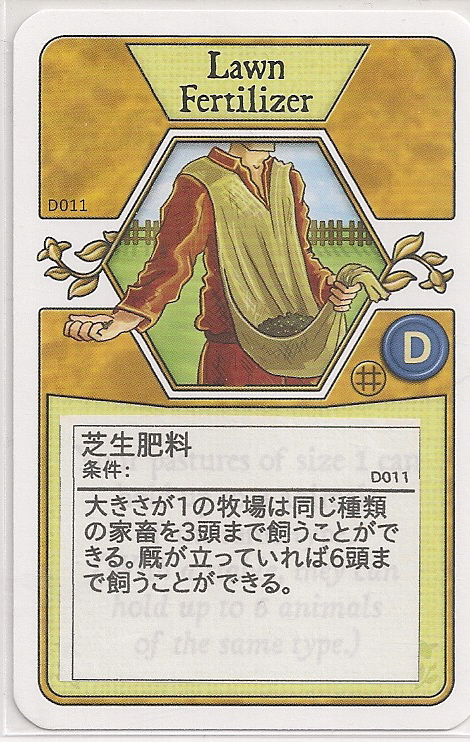 Lawn
Fertilizer
D011
D
芝生肥料
条件:
D011
大きさが1の牧場は同じ種類
の家畜を3頭まで飼うことがで
きる。厩が立っていれば6頭ま
で飼うことができる。
pastures of size 1 can
they can
hold up to 6 animals
of the same type.)